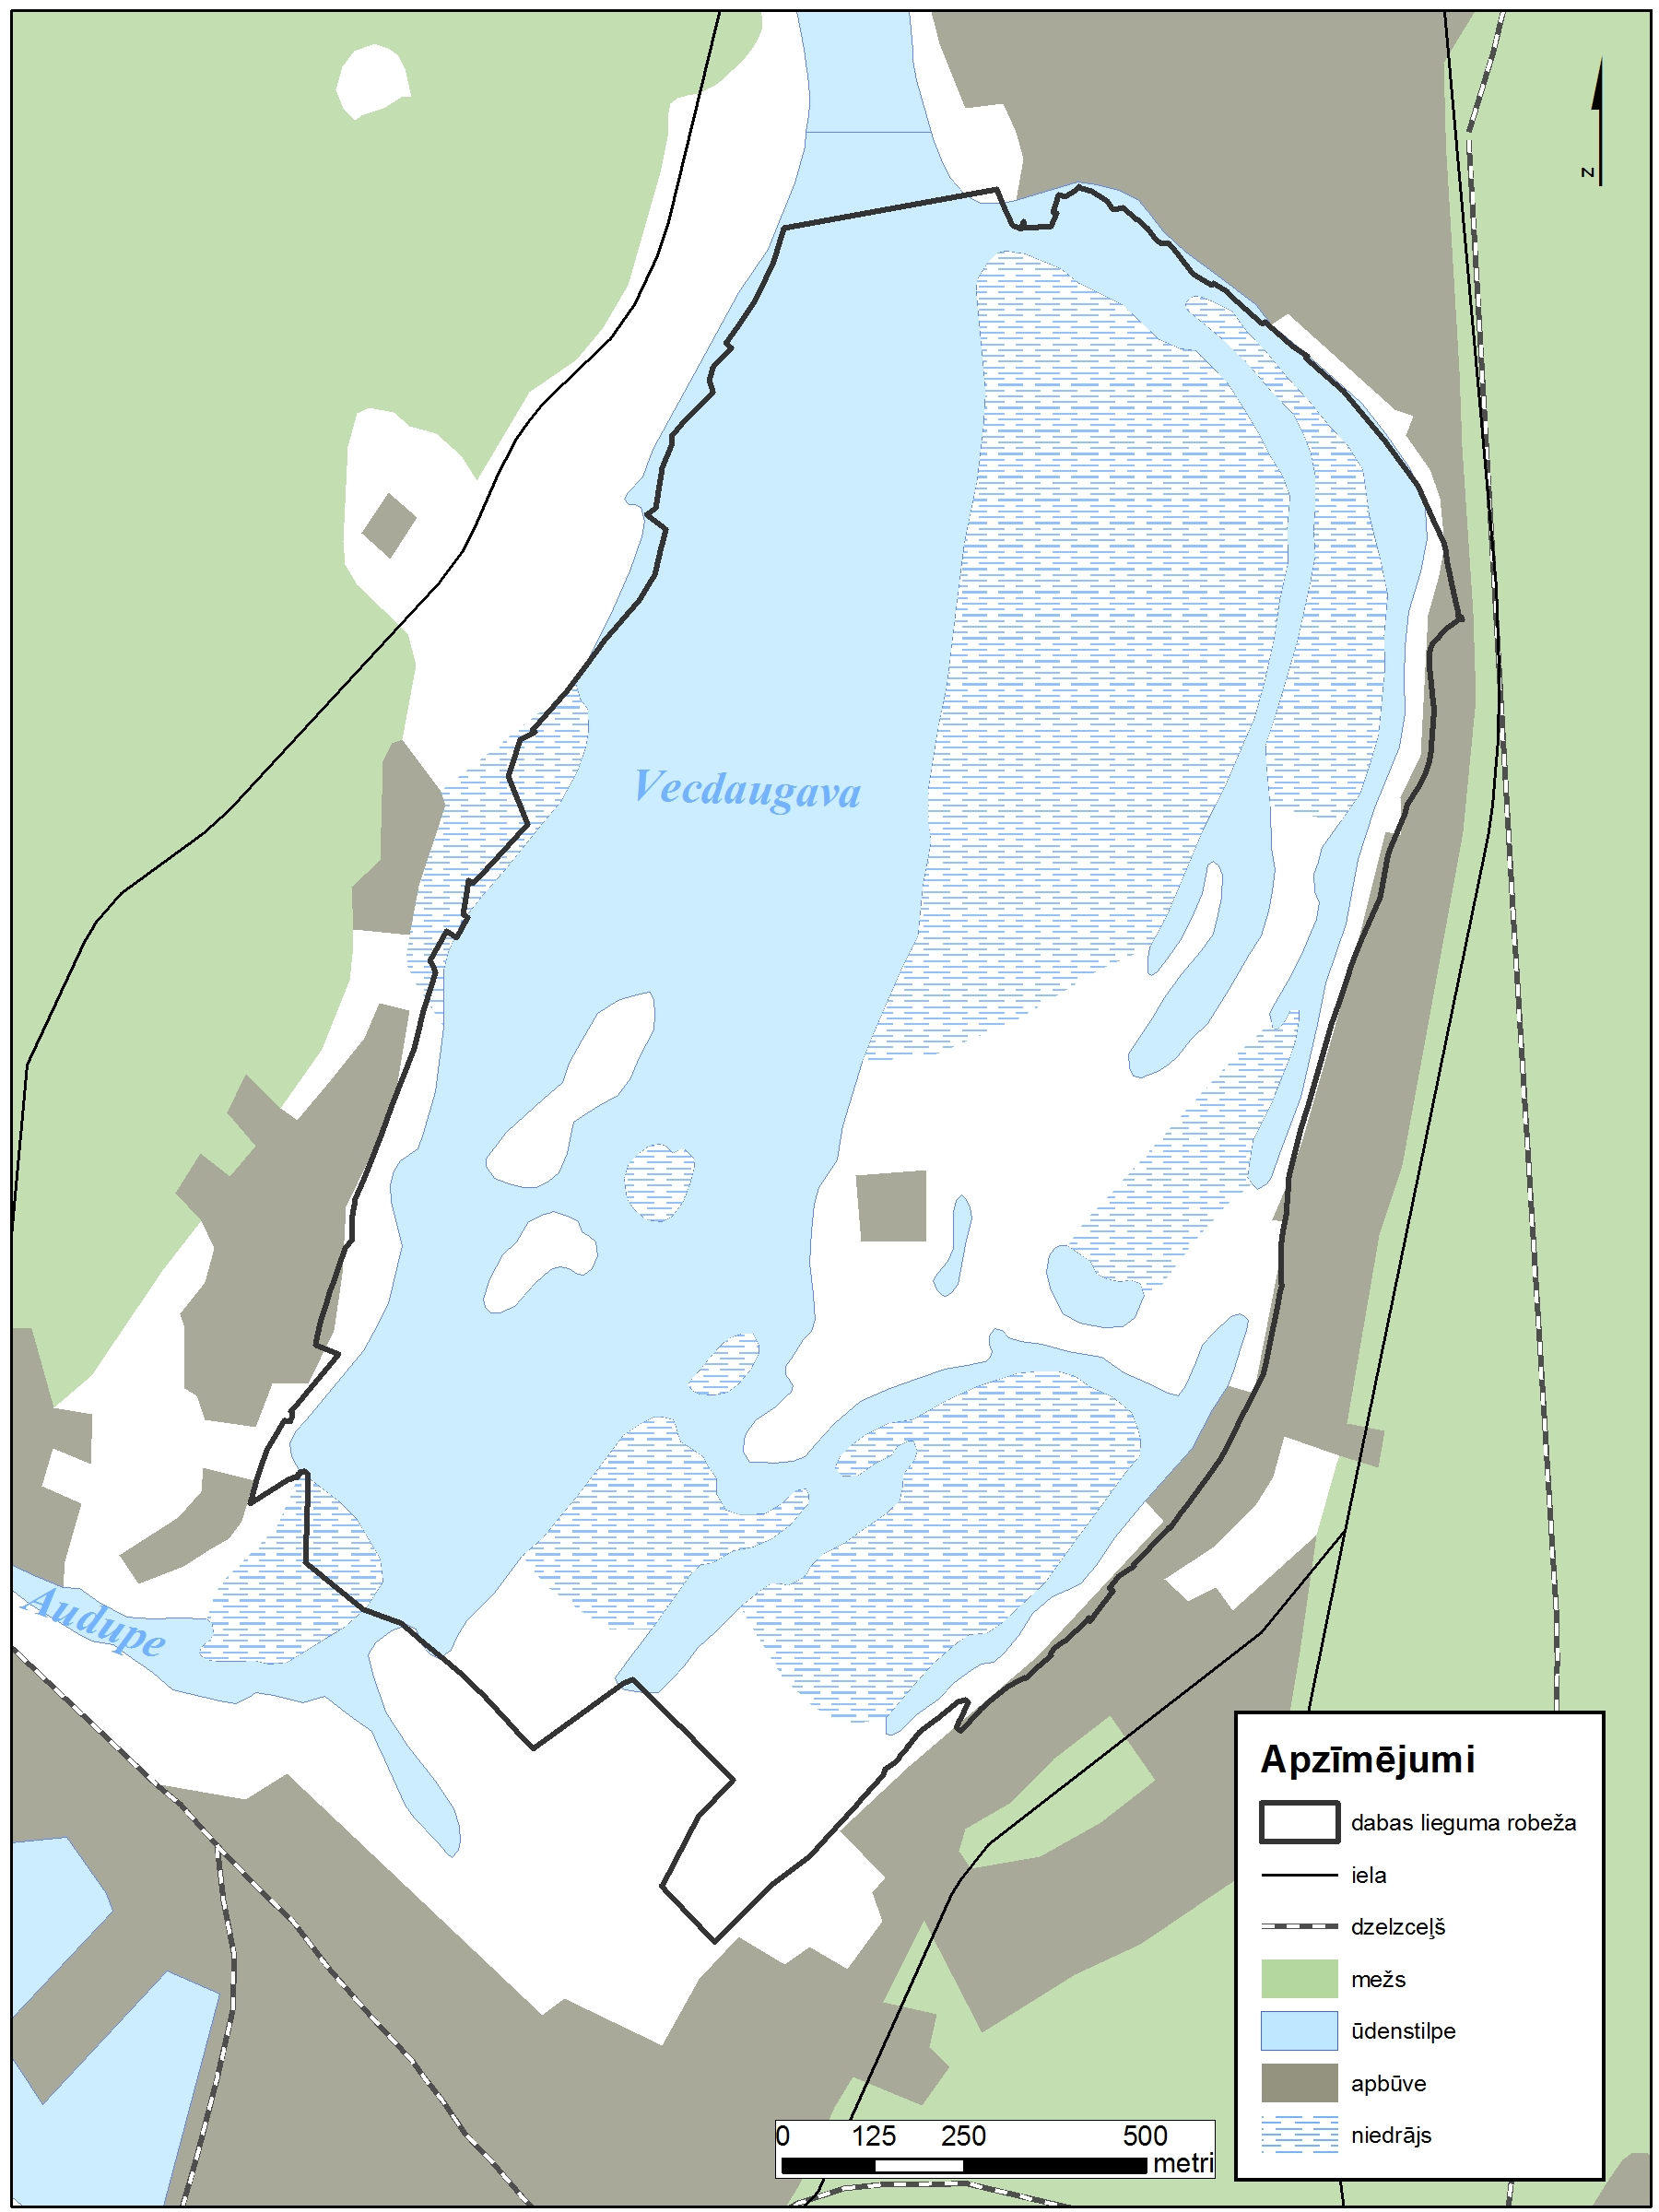 z
Vecdaugava
Audupe
Apzīmējumi
dabas lieguma robeža
iela
dzelzceļš
mežs
ūdenstilpe
apbūve
niedrājs
0 125 250 500
metri